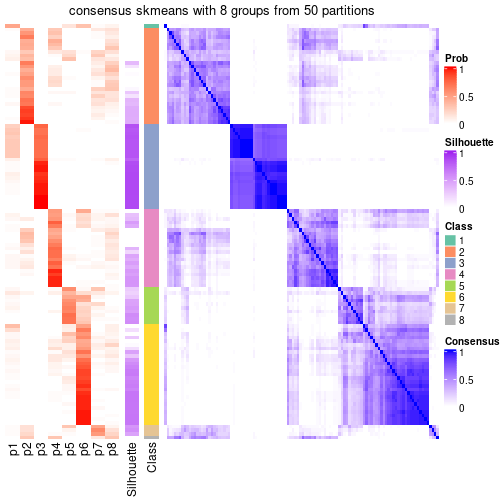 consensus skmeans with 8 groups from 50 partitions
Prob
1
0.5
0
Silhouette
1
0.5
0
Class
1
2
3
4
5
6
7
8
Consensus
1
0.5
0
p1
p2
p3
p4
p5
p6
p7
p8
Silhouette
Class